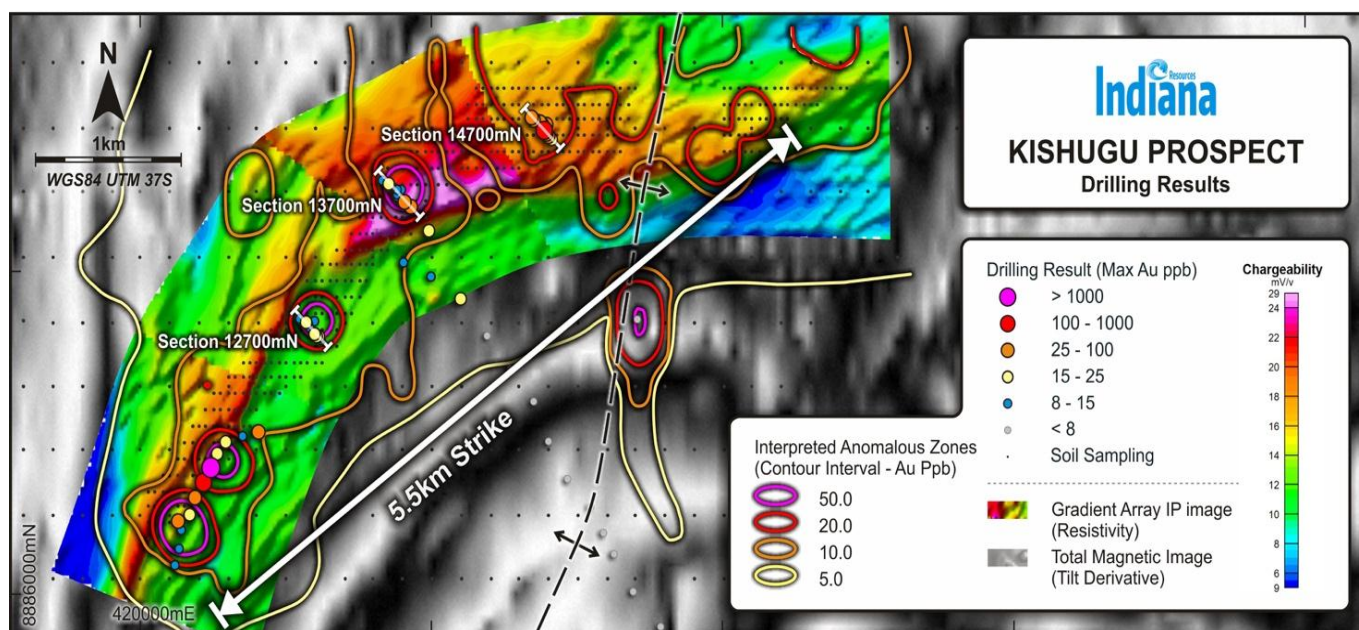 N
1km
WGS84 UTM 37S
Section 14700mN
Section 13700mN
Section 12700mN
5.5km Strike
8886000mN
420000mE
Indiana
Resources
KISHUGU PROSPECT
Drilling Results
Drilling Result (Max Au ppb)
> 1000
100 - 1000
25 - 100
15 - 25
8 - 15
< 8
Soil Sampling
Gradient Array IP image
(Resistivity)
Total Magnetic Image
(Tilt Derivative)
Chargeability
mV/v
29
24
22
20
18
16
14
12
10
8
6
9
Interpreted Anomalous Zones
(Contour Interval - Au Ppb)
50.0
20.0
10.0
5.0